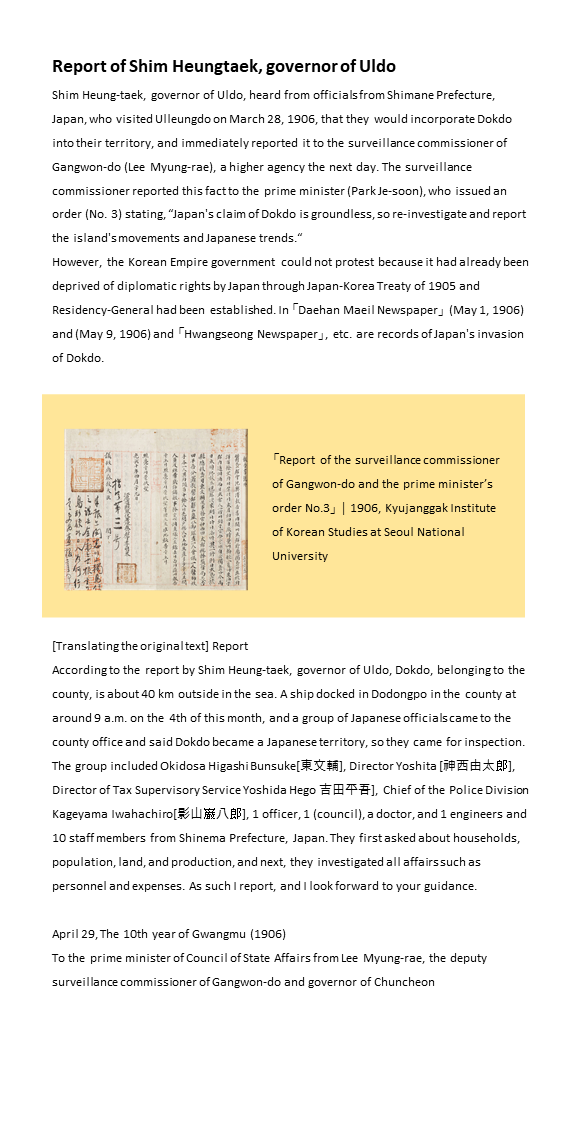 Report of Shim Heungtaek, governor of Uldo
Shim Heung-taek, governor of Uldo, heard from officials from Shimane Prefecture,
Japan, who visited Ulleungdo on March 28, 1906, that they would incorporate Dokdo
into their territory, and immediately reported it to the surveillance commissioner of
Gangwon-do (Lee Myung-rae), a higher agency the next day. The surveillance
commissioner reported this fact to the prime minister (Park Je-soon), who issued an
order (No. 3) stating, “Japan's claim of Dokdo is groundless, so re-investigate and report
the island's movements and Japanese trends.“
However, the Korean Empire government could not protest because it had already been
deprived of diplomatic rights by Japan through Japan-Korea Treaty of 1905 and
Residency-General had been established. In「Daehan Maeil Newspaper」 (May 1, 1906)
and (May 9, 1906) and「Hwangseong Newspaper」, etc. are records of Japan's invasion
of Dokdo.
指令第三号
「Report of the surveillance commissioner
of Gangwon-do and the prime minister’s
order No.3」| 1906, Kyujanggak Institute
of Korean Studies at Seoul National
University
[Translating the original text] Report
According to the report by Shim Heung-taek, governor of Uldo, Dokdo, belonging to the
county, is about 40 km outside in the sea. A ship docked in Dodongpo in the county at
around 9 a.m. on the 4th of this month, and a group of Japanese officials came to the
county office and said Dokdo became a Japanese territory, so they came for inspection.
The group included Okidosa Higashi Bunsuke[東文輔], Director Yoshita [神西由太郎],
Director of Tax Supervisory Service Yoshida Hego 吉田平吾], Chief of the Police Division
Kageyama Iwahachiro[影山巖八郎], 1 officer, 1 (council), a doctor, and 1 engineers and
10 staff members from Shinema Prefecture, Japan. They first asked about households,
population, land, and production, and next, they investigated all affairs such as
personnel and expenses. As such I report, and I look forward to your guidance.
April 29, The 10th year of Gwangmu (1906)
To the prime minister of Council of State Affairs from Lee Myung-rae, the deputy
surveillance commissioner of Gangwon-do and governor of Chuncheon